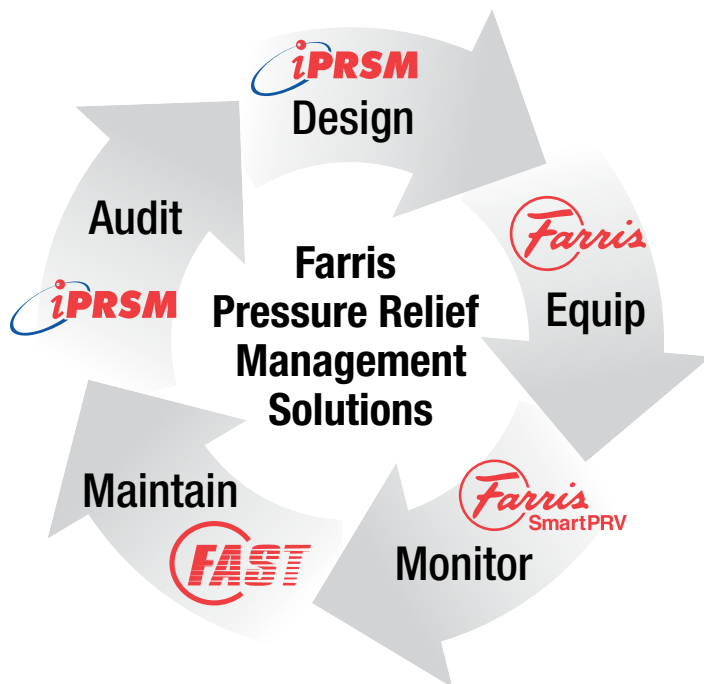 iPRSM
Design
Farris
Equip
Farris
SmartPRV
Monitor
FAST
Maintain
iPRSM
Audit
Farris
Pressure Relief
Management
Solutions